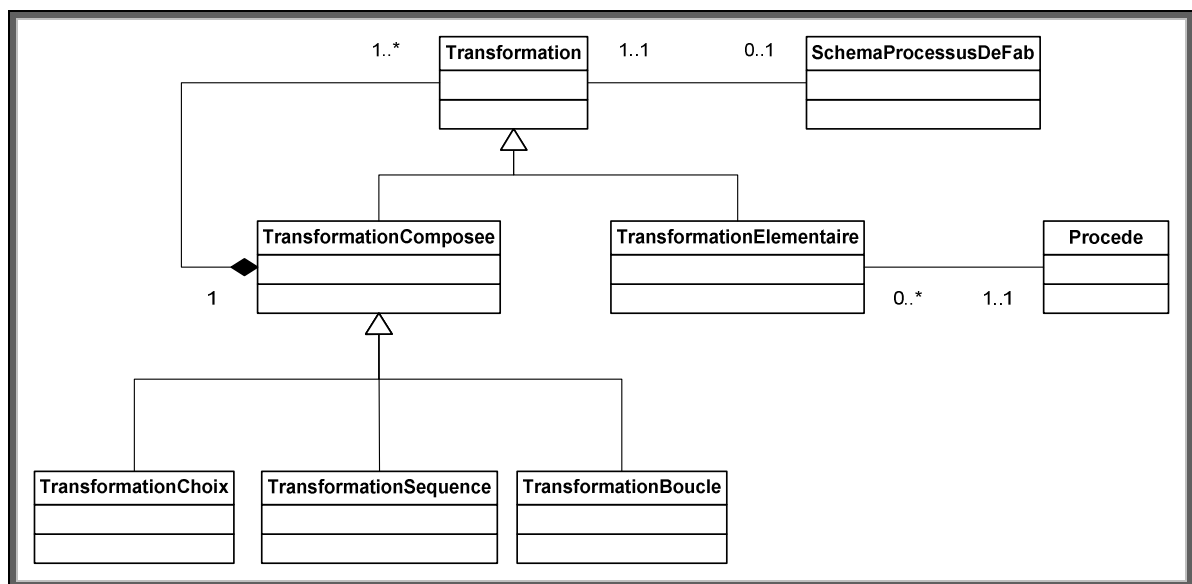 1..*
Transformation
1..1
0..1
SchemaProcessusDeFab
TransformationComposee
TransformationElementaire
Procede
1
0..*
1..1
TransformationChoix
TransformationSequence
TransformationBoucle